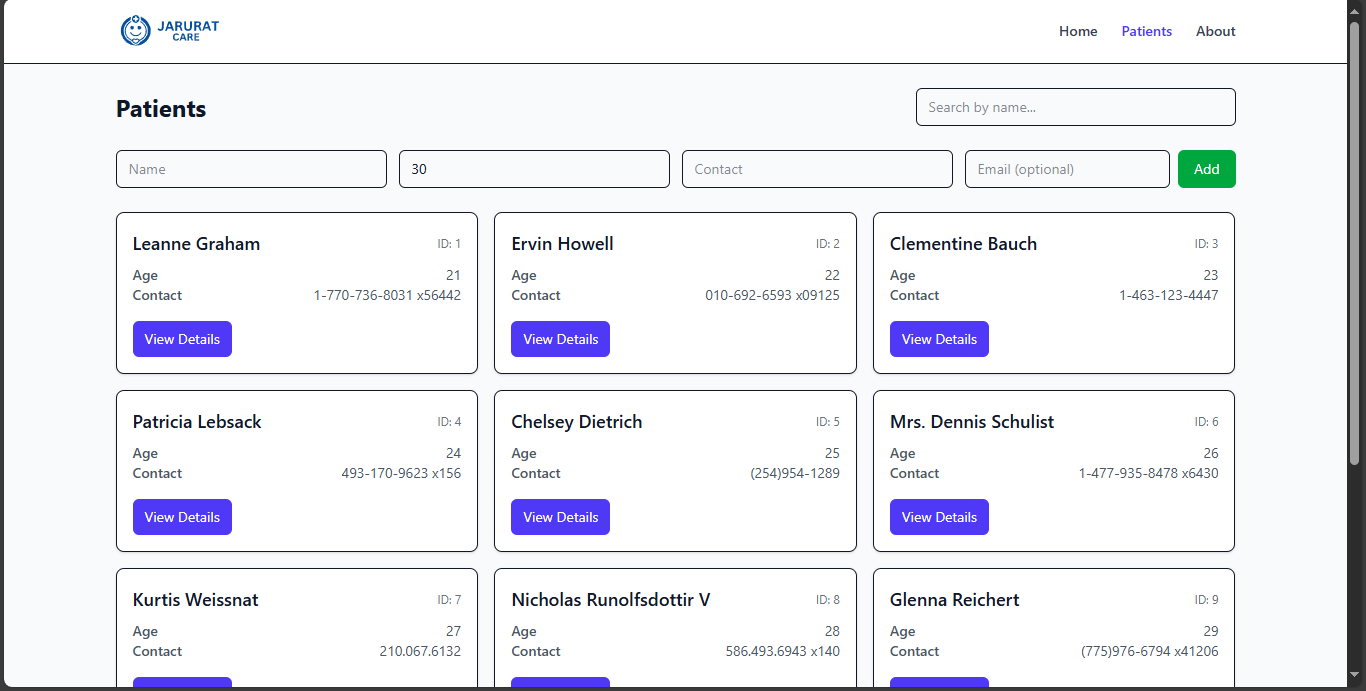 JARURAT
CARE
Home Patients About
Patients
Search by name...
Name 30 Contact Email (optional) Add
Leanne Graham ID: 1
Age 21
Contact 1-770-736-8031 x56442
View Details
Ervin Howell ID: 2
Age 22
Contact 010-692-6593 x09125
View Details
Clementine Bauch ID: 3
Age 23
Contact 1-463-123-4447
View Details
Patricia Lebsack ID: 4
Age 24
Contact 493-170-9623 x156
View Details
Chelsey Dietrich ID: 5
Age 25
Contact (254)954-1289
View Details
Mrs. Dennis Schulist ID: 6
Age 26
Contact 1-477-935-8478 x6430
View Details
Kurtis Weissnat ID: 7
Age 27
Contact 210.067.6132
Nicholas Runolfsdottir V ID: 8
Age 28
Contact 586.493.6943 x140
Glenna Reichert ID: 9
Age 29
Contact (775)976-6794 x41206